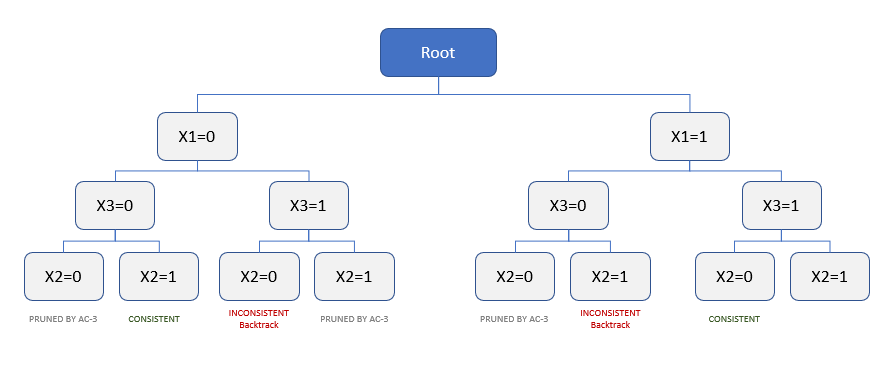 Root
X1=0
X1=1
X3=0
X3=1
X3=0
X3=1
X2=0
X2=1
X2=0
X2=1
X2=0
X2=1
X2=0
X2=1
PRUNED BY AC-3
CONSISTENT
INCONSISTENT
Backtrack
PRUNED BY AC-3
PRUNED BY AC-3
INCONSISTENT
Backtrack
CONSISTENT